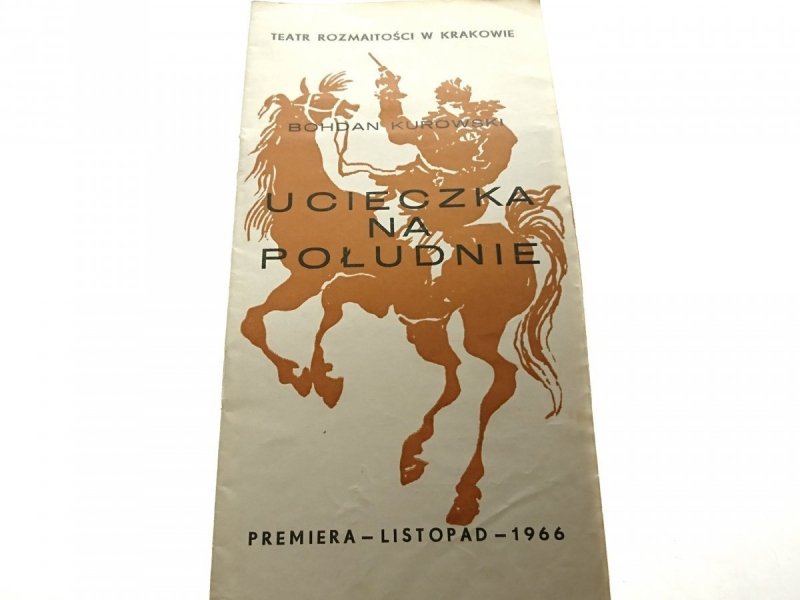 TEATR ROZMAITOŚCI W KRAKOWIE
BOHDAN KUROWSKI
UCIECZKA
NA
POŁUDNIE
PREMIERA – LISTOPAD – 1966